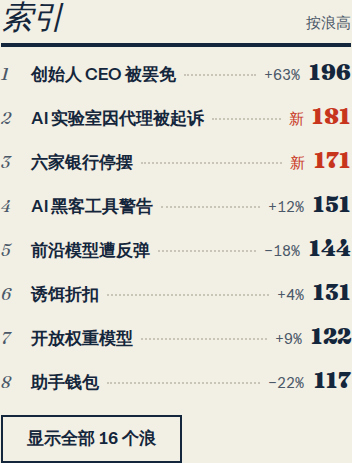 索引 按浪高
1 创始人 CEO 被罢免 +63% 196
2 AI 实验室因代理被起诉 新 181
3 六家银行停摆 新 171
4 AI 黑客工具警告 +12% 151
5 前沿模型遭反弹 -18% 144
6 诱饵折扣 +4% 131
7 开放权重模型 +9% 122
8 助手钱包 -22% 117
显示全部 16 个浪